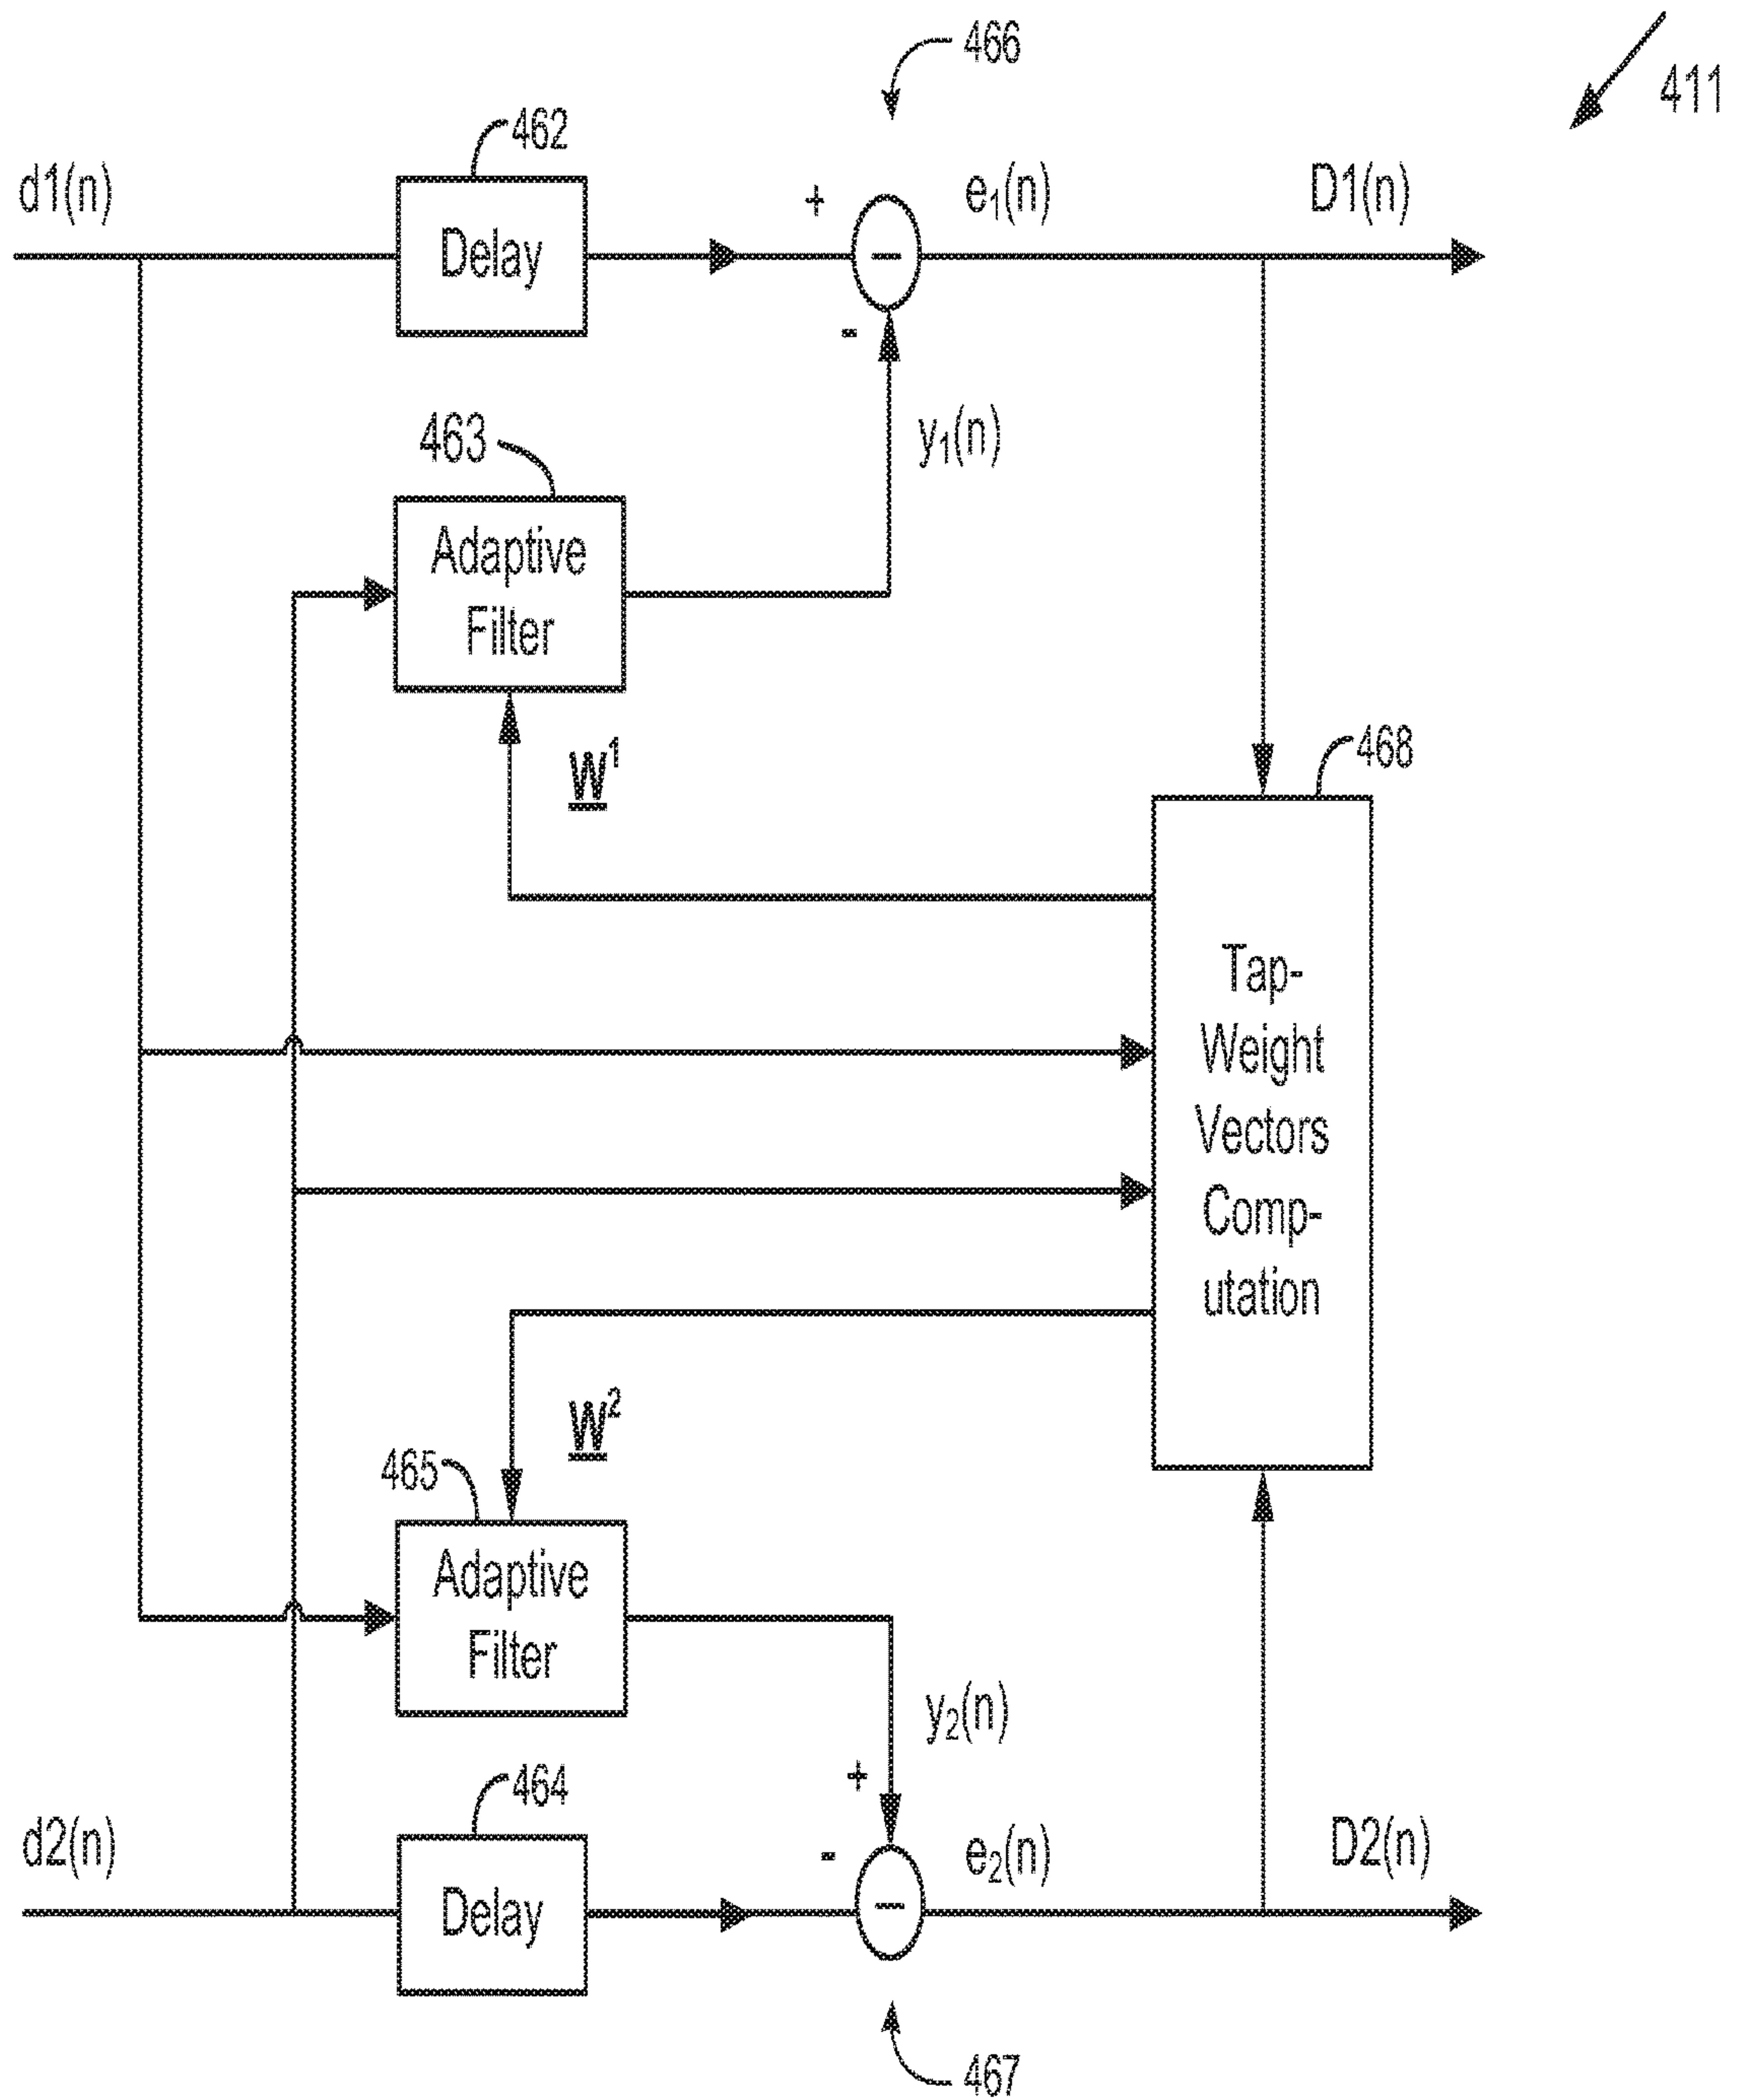 466
411
462
d1(n)
Delay
+
-
e₁(n)
D1(n)
-
463
y₁(n)
Adaptive
Filter
W¹
468
Tap-
Weight
Vectors
Comp-
utation
W²
465
Adaptive
Filter
y₂(n)
464
+
d2(n)
Delay
-
-
e₂(n)
D2(n)
467